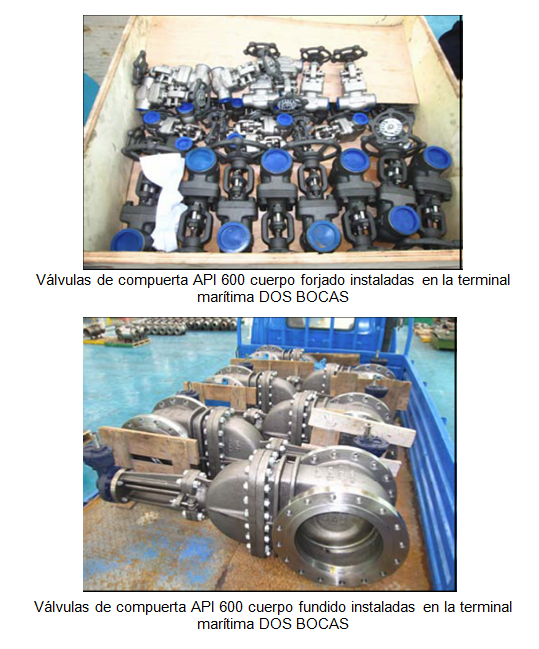 Válvulas de compuerta API 600 cuerpo forjado instaladas en la terminal
marítima DOS BOCAS
Válvulas de compuerta API 600 cuerpo fundido instaladas en la terminal
marítima DOS BOCAS